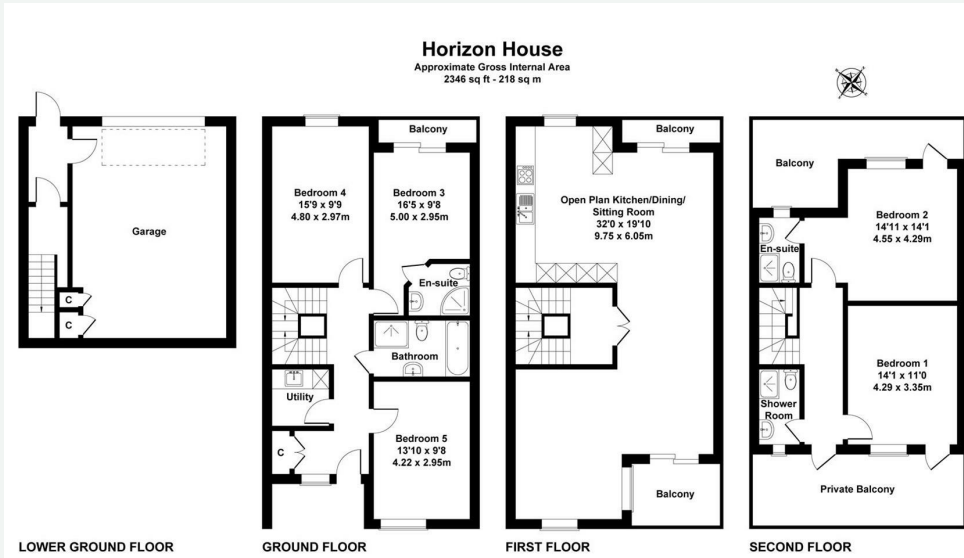 Horizon House
Approximate Gross Internal Area
2346 sq ft - 218 sq m
Garage
C
C
LOWER GROUND FLOOR
Balcony
Bedroom 4
15'9 x 9'9
4.80 x 2.97m
Bedroom 3
16'5 x 9'8
5.00 x 2.95m
En-suite
Bathroom
Utility
C
Bedroom 5
13'10 x 9'8
4.22 x 2.95m
GROUND FLOOR
Balcony
Open Plan Kitchen/Dining/
Sitting Room
32'0 x 19'10
9.75 x 6.05m
Balcony
FIRST FLOOR
Balcony
Bedroom 2
14'11 x 14'1
4.55 x 4.29m
En-suite
Bedroom 1
14'1 x 11'0
4.29 x 3.35m
Shower
Room
Private Balcony
SECOND FLOOR